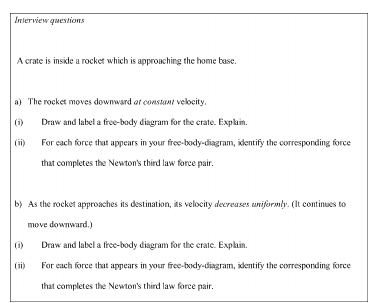 Interview questions
A crate is inside a rocket which is approaching the home base.
a) The rocket moves downward at constant velocity.
(i) Draw and label a free-body diagram for the crate. Explain.
(ii) For each force that appears in your free-body-diagram, identify the corresponding force
that completes the Newton's third law force pair.
b) As the rocket approaches its destination, its velocity decreases uniformly. (It continues to
move downward.)
(i) Draw and label a free-body diagram for the crate. Explain.
(ii) For each force that appears in your free-body-diagram, identify the corresponding force
that completes the Newton's third law force pair.